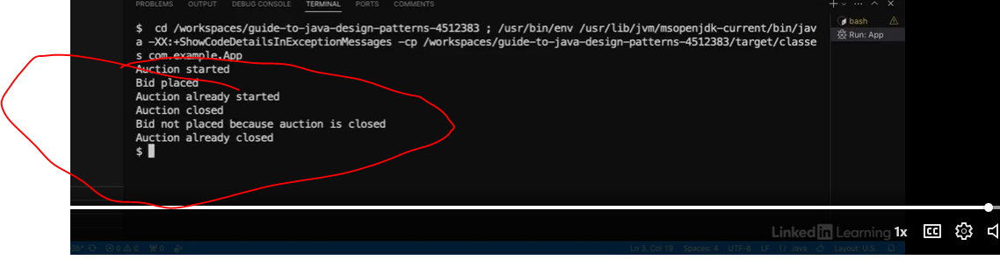 PROBLEMS OUTPUT DEBUG CONSOLE TERMINAL PORTS COMMENTS
$ cd /workspaces/guide-to-java-design-patterns-4512383 ; /usr/bin/env /usr/lib/jvm/msopenjdk-current/bin/jav
a -XX:+ShowCodeDetailsInExceptionMessages -cp /workspaces/guide-to-java-design-patterns-4512383/target/classe
s com.example.App
Auction started
Bid placed
Auction already started
Auction closed
Bid not placed because auction is closed
Auction already closed
$
bash
Run: App
LinkedIn Learning
1x
CC
0 0 0
Ln 3, Col 19 Spaces: 4 UTF-8 LF {} Java Layout: U.S.